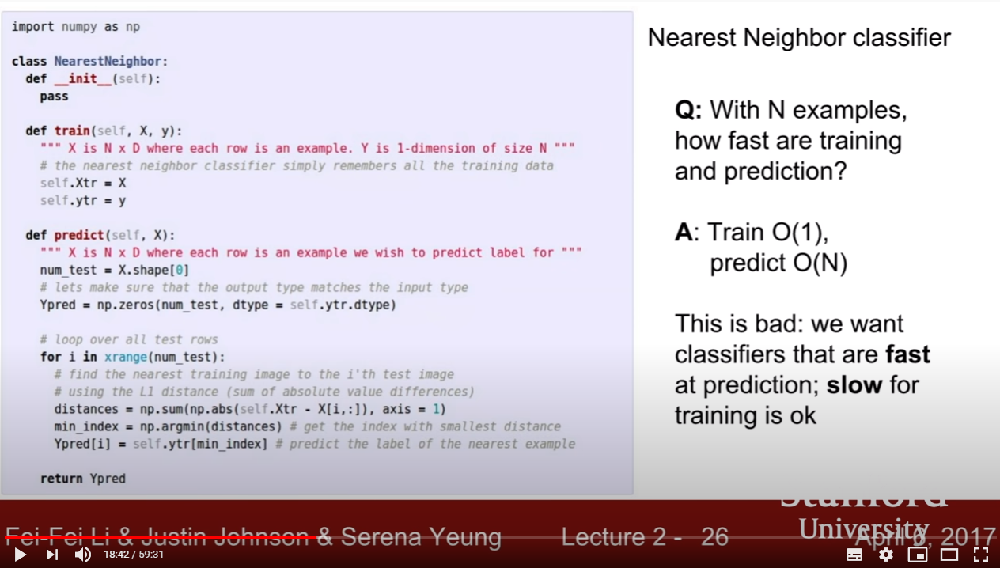 import numpy as np
class NearestNeighbor:
def __init__(self):
pass
def train(self, X, y):
""" X is N x D where each row is an example. Y is 1-dimension of size N """
# the nearest neighbor classifier simply remembers all the training data
self.Xtr = X
self.ytr = y
def predict(self, X):
""" X is N x D where each row is an example we wish to predict label for """
num_test = X.shape[0]
# lets make sure that the output type matches the input type
Ypred = np.zeros(num_test, dtype = self.ytr.dtype)
# loop over all test rows
for i in xrange(num_test):
# find the nearest training image to the i'th test image
# using the L1 distance (sum of absolute value differences)
distances = np.sum(np.abs(self.Xtr - X[i,:]), axis = 1)
min_index = np.argmin(distances) # get the index with smallest distance
Ypred[i] = self.ytr[min_index] # predict the label of the nearest example
return Ypred
Nearest Neighbor classifier
Q: With N examples,
how fast are training
and prediction?
A: Train O(1),
predict O(N)
This is bad: we want
classifiers that are fast
at prediction; slow for
training is ok
Stanford
University
Fei-Fei Li & Justin Johnson & Serena Yeung Lecture 2 - 26 April 6, 2017
18:42 / 59:31